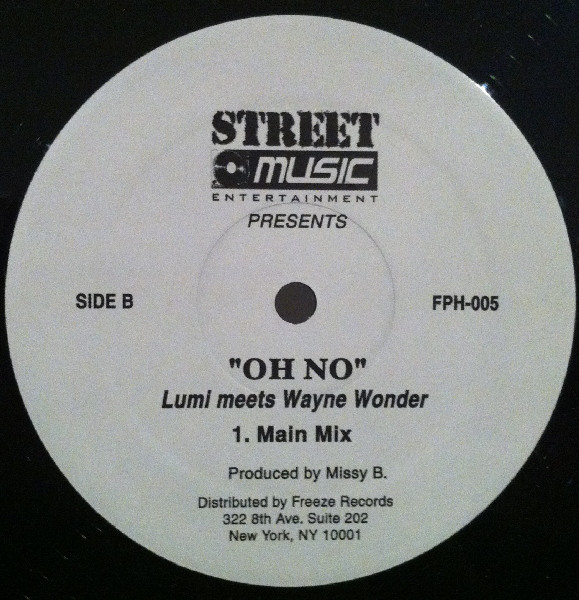 STREET
MUSIC
ENTERTAINMENT
PRESENTS
SIDE B
FPH-005
"OH NO"
Lumi meets Wayne Wonder
1. Main Mix
Produced by Missy B.
Distributed by Freeze Records
322 8th Ave. Suite 202
New York, NY 10001